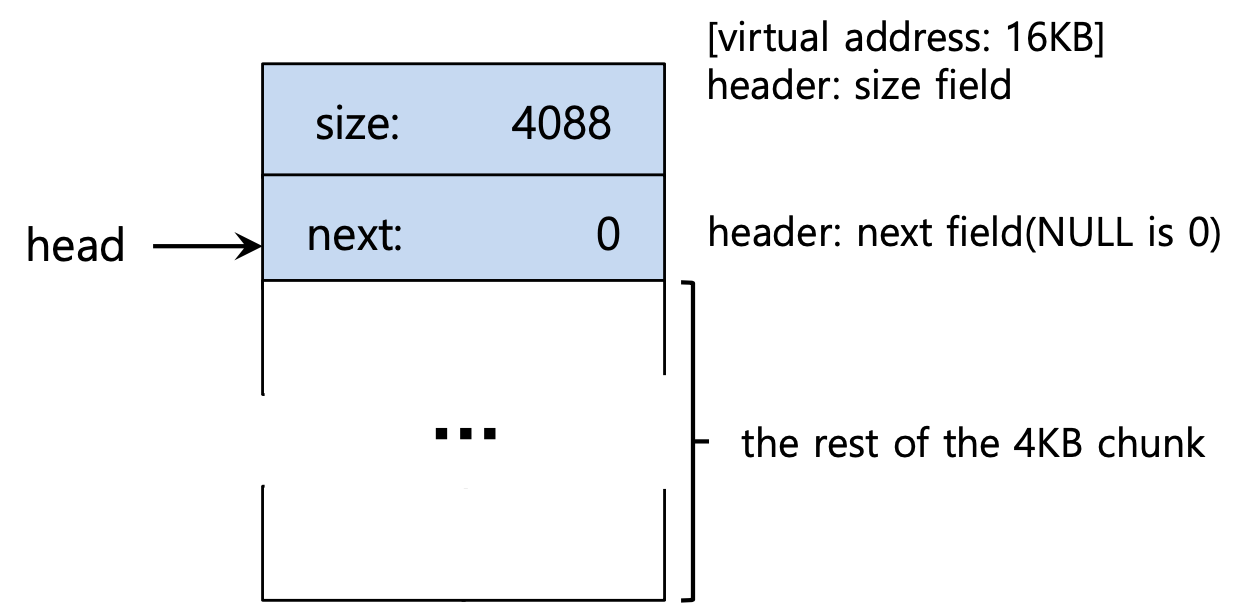 [virtual address: 16KB]
header: size field
size: 4088
head
next: 0
header: next field(NULL is 0)
...
the rest of the 4KB chunk